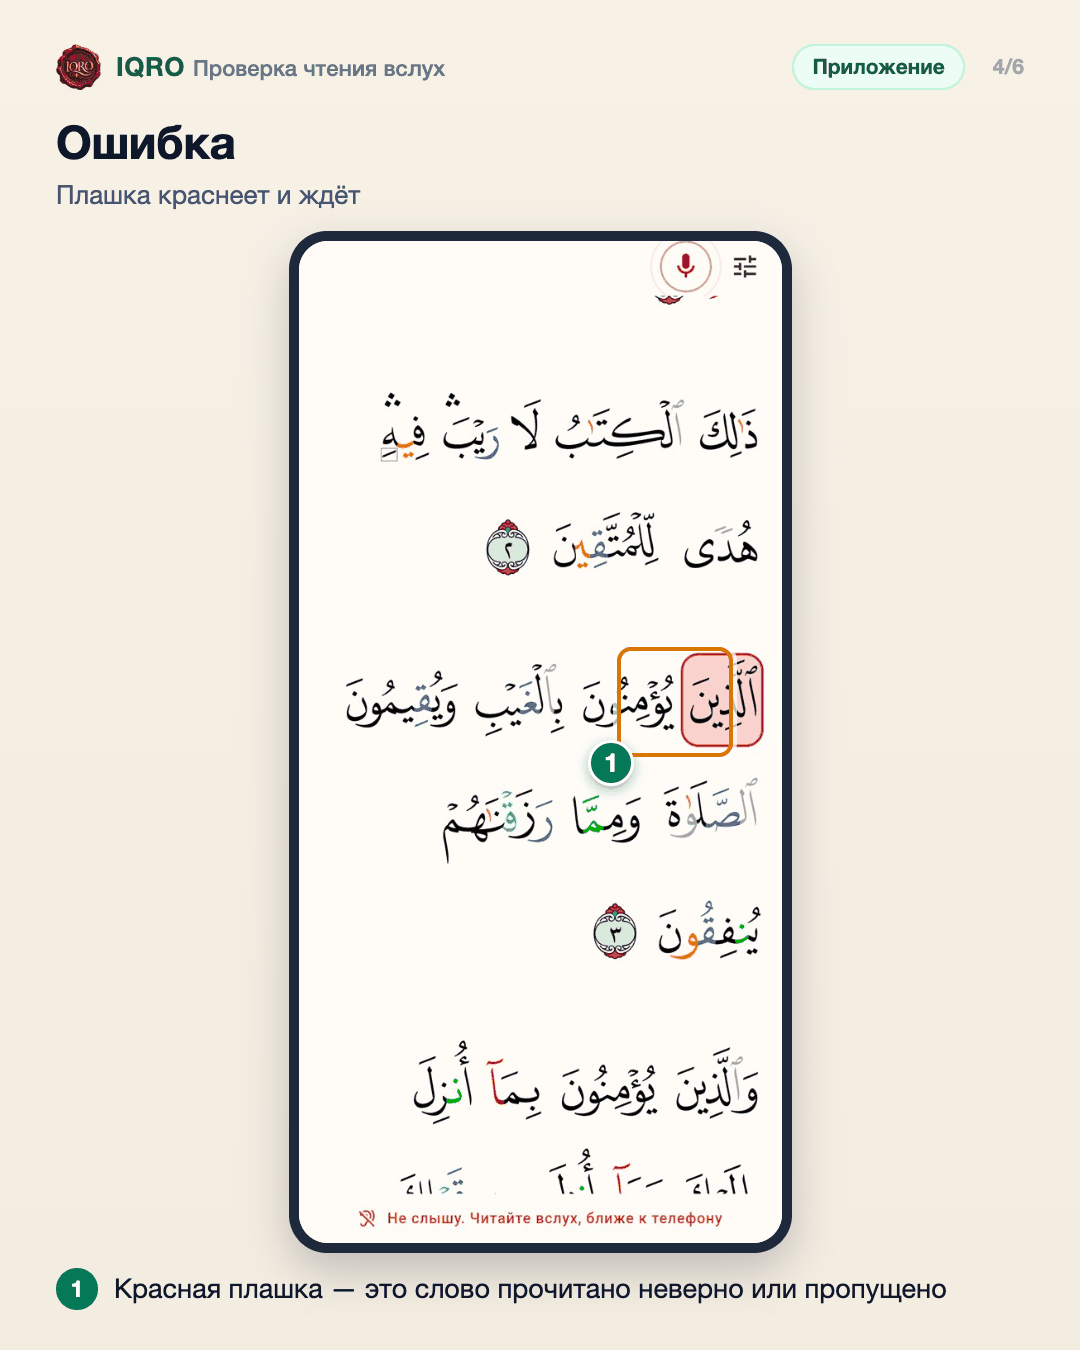 IQRO Проверка чтения вслух
Приложение
4/6
Ошибка
Плашка краснеет и ждёт
ذَٰلِكَ ٱلْكِتَٰبُ لَا رَيْبَ ۛ فِيهِ ۛ
هُدًى لِّلْمُتَّقِينَ ٢
ٱلَّذِينَ يُؤْمِنُونَ بِٱلْغَيْبِ وَيُقِيمُونَ
1
ٱلصَّلَوٰةَ وَمِمَّا رَزَقْنَٰهُمْ
يُنفِقُونَ ٣
وَٱلَّذِينَ يُؤْمِنُونَ بِمَآ أُنزِلَ
Не слышу. Читайте вслух, ближе к телефону
1 Красная плашка — это слово прочитано неверно или пропущено